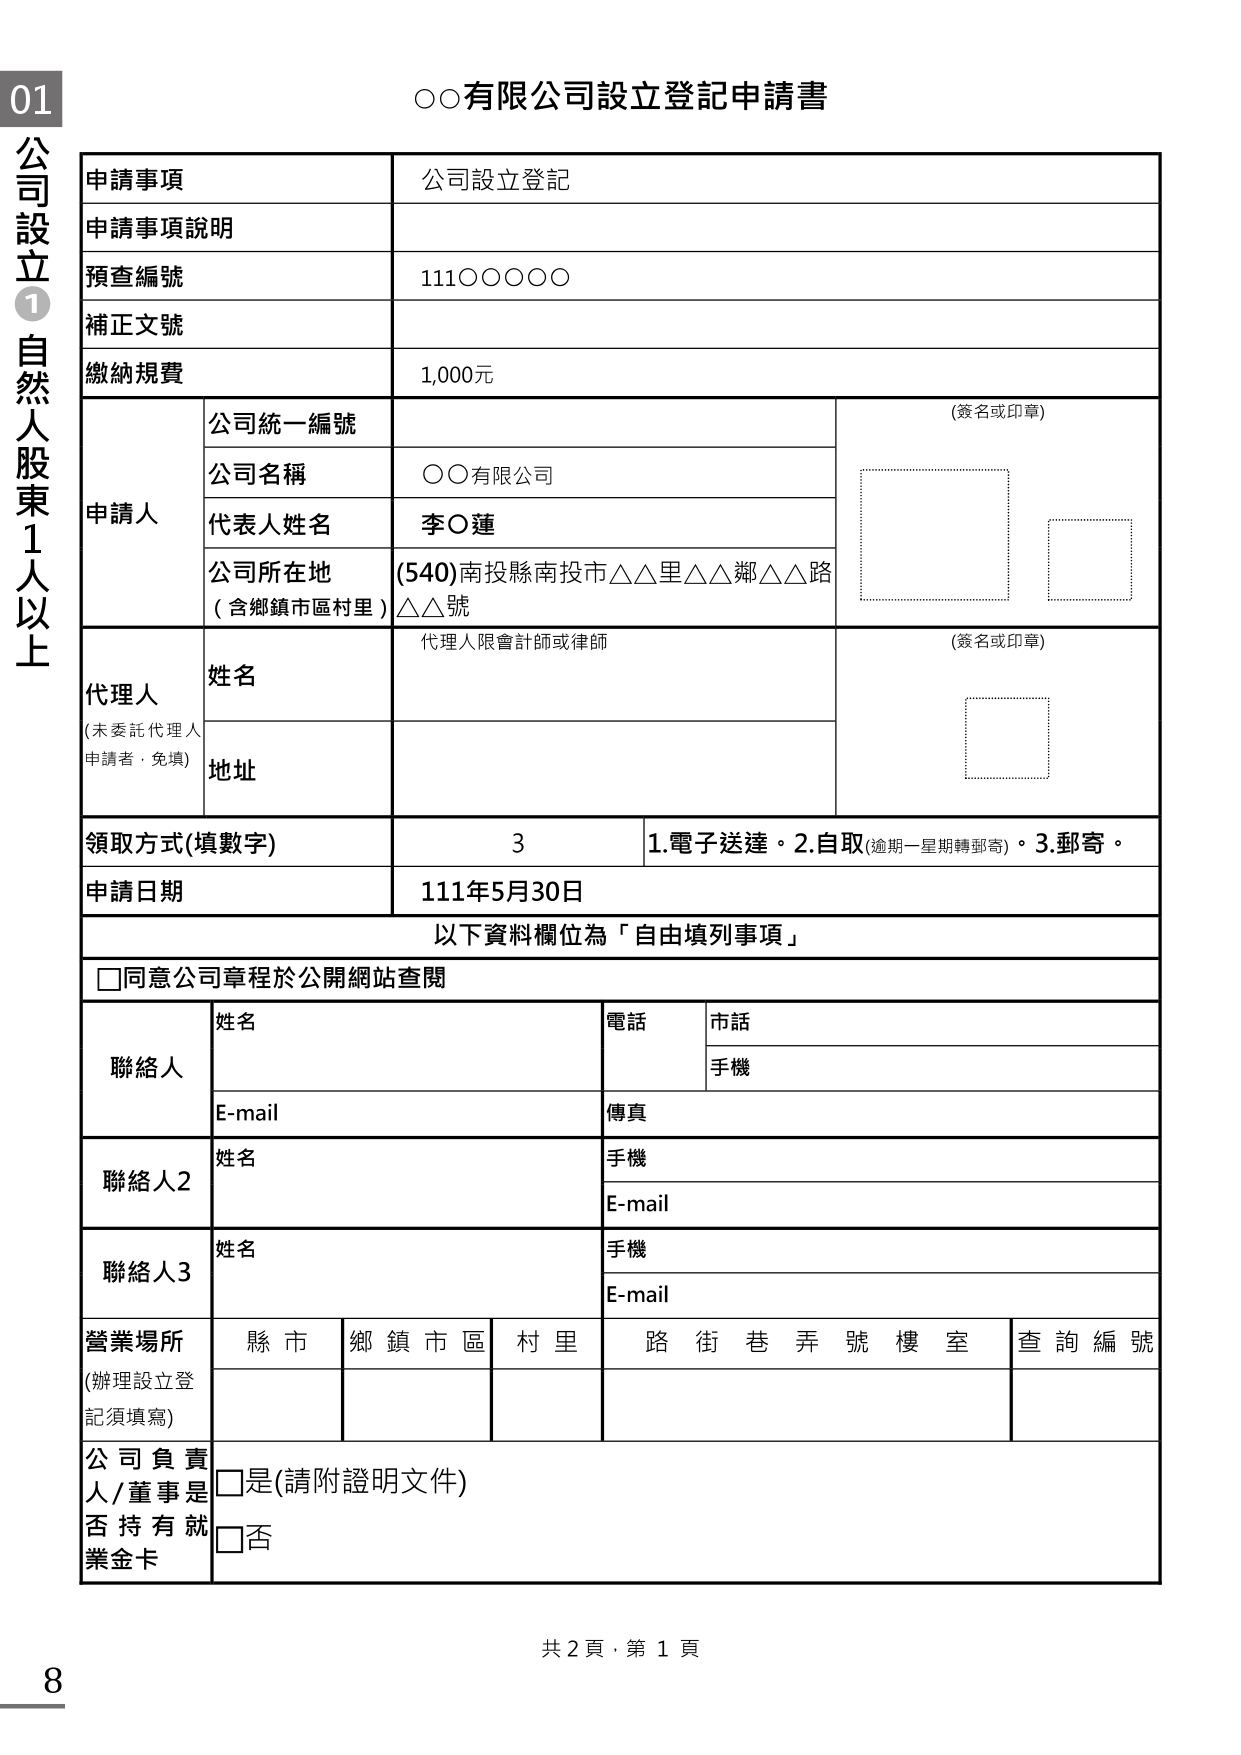 01
公司設立1自然人股東1人以上
○○有限公司設立登記申請書
申請事項 公司設立登記
申請事項說明
預查編號 111○○○○○
補正文號
繳納規費 1,000元
申請人
公司統一編號
(簽名或印章)
公司名稱 ○○有限公司
代表人姓名 李○蓮
公司所在地
(含鄉鎮市區村里)
(540)南投縣南投市△△里△△鄰△△路
△△號
代理人
(未委託代理人
申請者，免填)
姓名
代理人限會計師或律師
(簽名或印章)
地址
領取方式(填數字) 3 1.電子送達。2.自取(逾期一星期轉郵寄)。3.郵寄。
申請日期 111年5月30日
以下資料欄位為「自由填列事項」
□同意公司章程於公開網站查閱
聯絡人
姓名
電話 市話
手機
E-mail
傳真
聯絡人2
姓名
手機
E-mail
聯絡人3
姓名
手機
E-mail
營業場所
(辦理設立登
記須填寫)
縣市 鄉鎮市區 村里 路街巷弄號樓室 查詢編號
公司負責
人/董事是
否持有就
業金卡
□是(請附證明文件)
□否
共2頁，第 1 頁
8